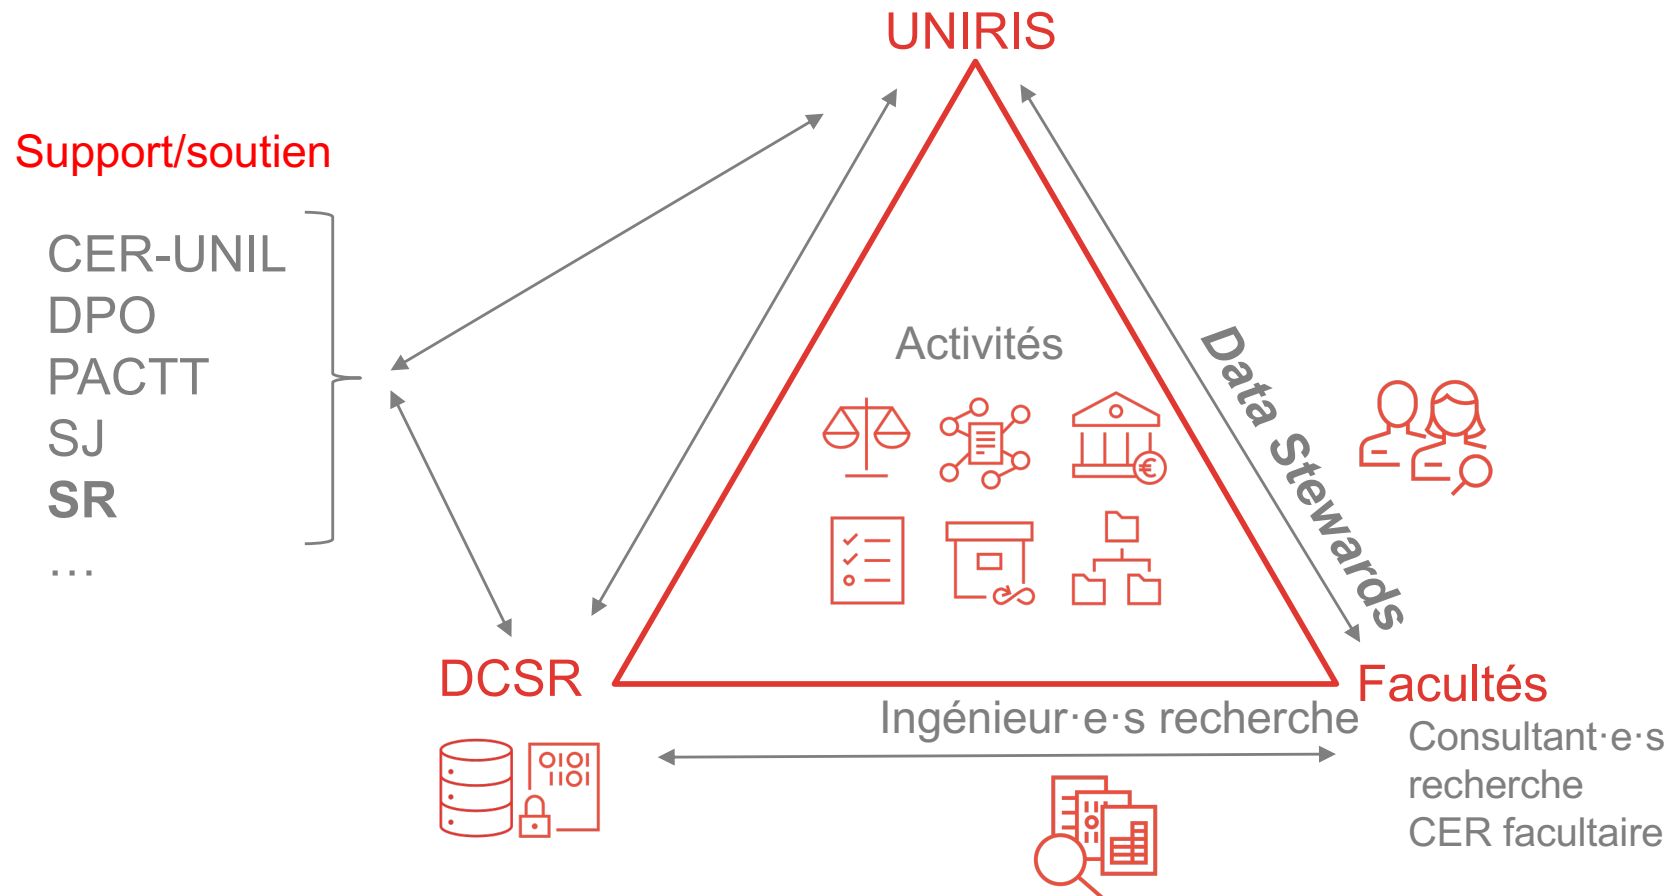 UNIRIS
Support/soutien
CER-UNIL
DPO
PACTT
SJ
SR
…
Activités
€
Data Stewards
DCSR
Facultés
Ingénieur·e·s recherche
Consultant·e·s
recherche
CER facultaire